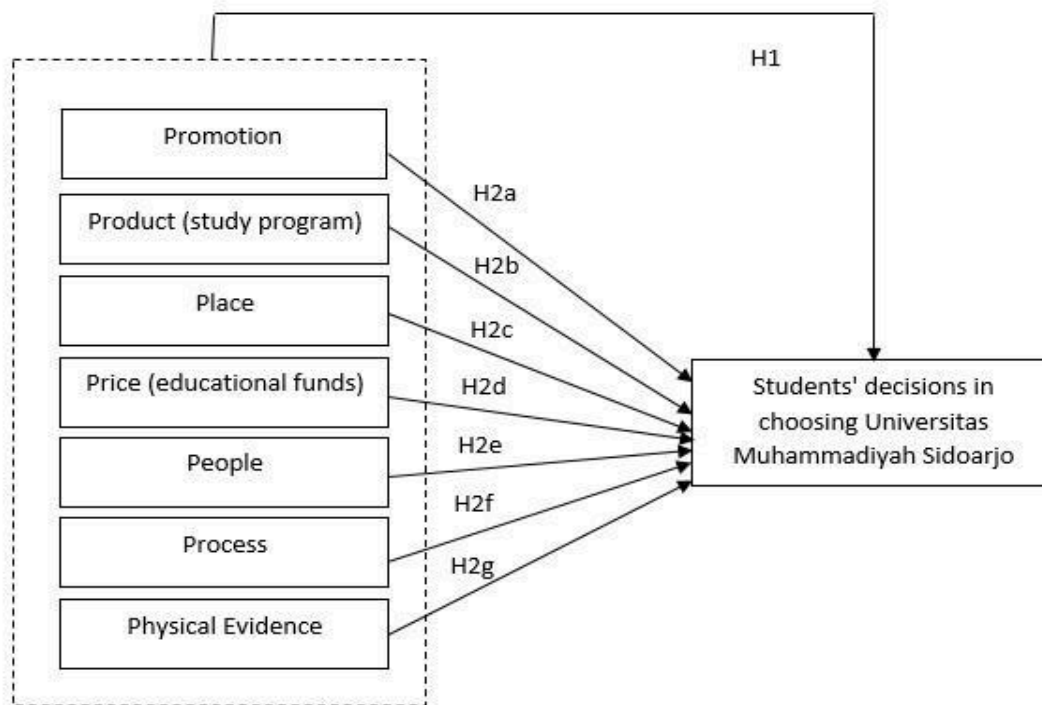 H1
Promotion
H2a
Product (study program)
H2b
Place
H2c
Price (educational funds)
H2d
People
H2e
Process
H2f
Physical Evidence
H2g
Students' decisions in
choosing Universitas
Muhammadiyah Sidoarjo